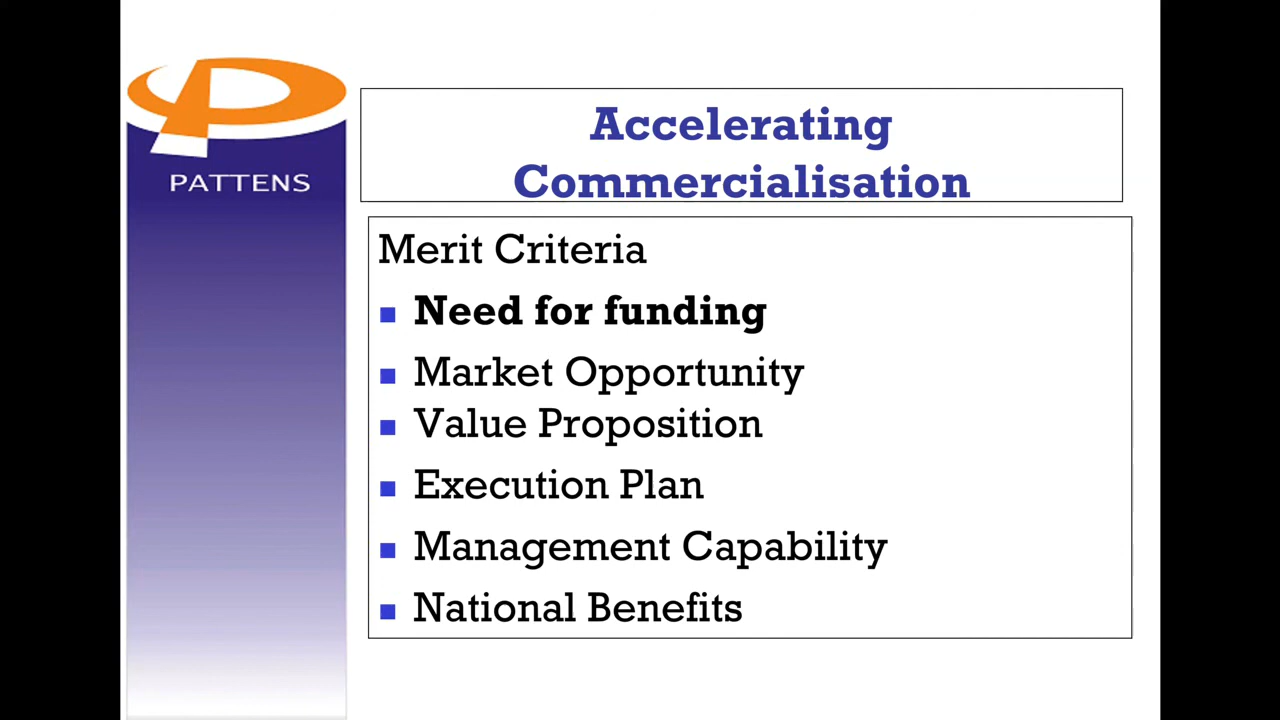 PATTENS
Accelerating
Commercialisation
Merit Criteria
Need for funding
Market Opportunity
Value Proposition
Execution Plan
Management Capability
National Benefits